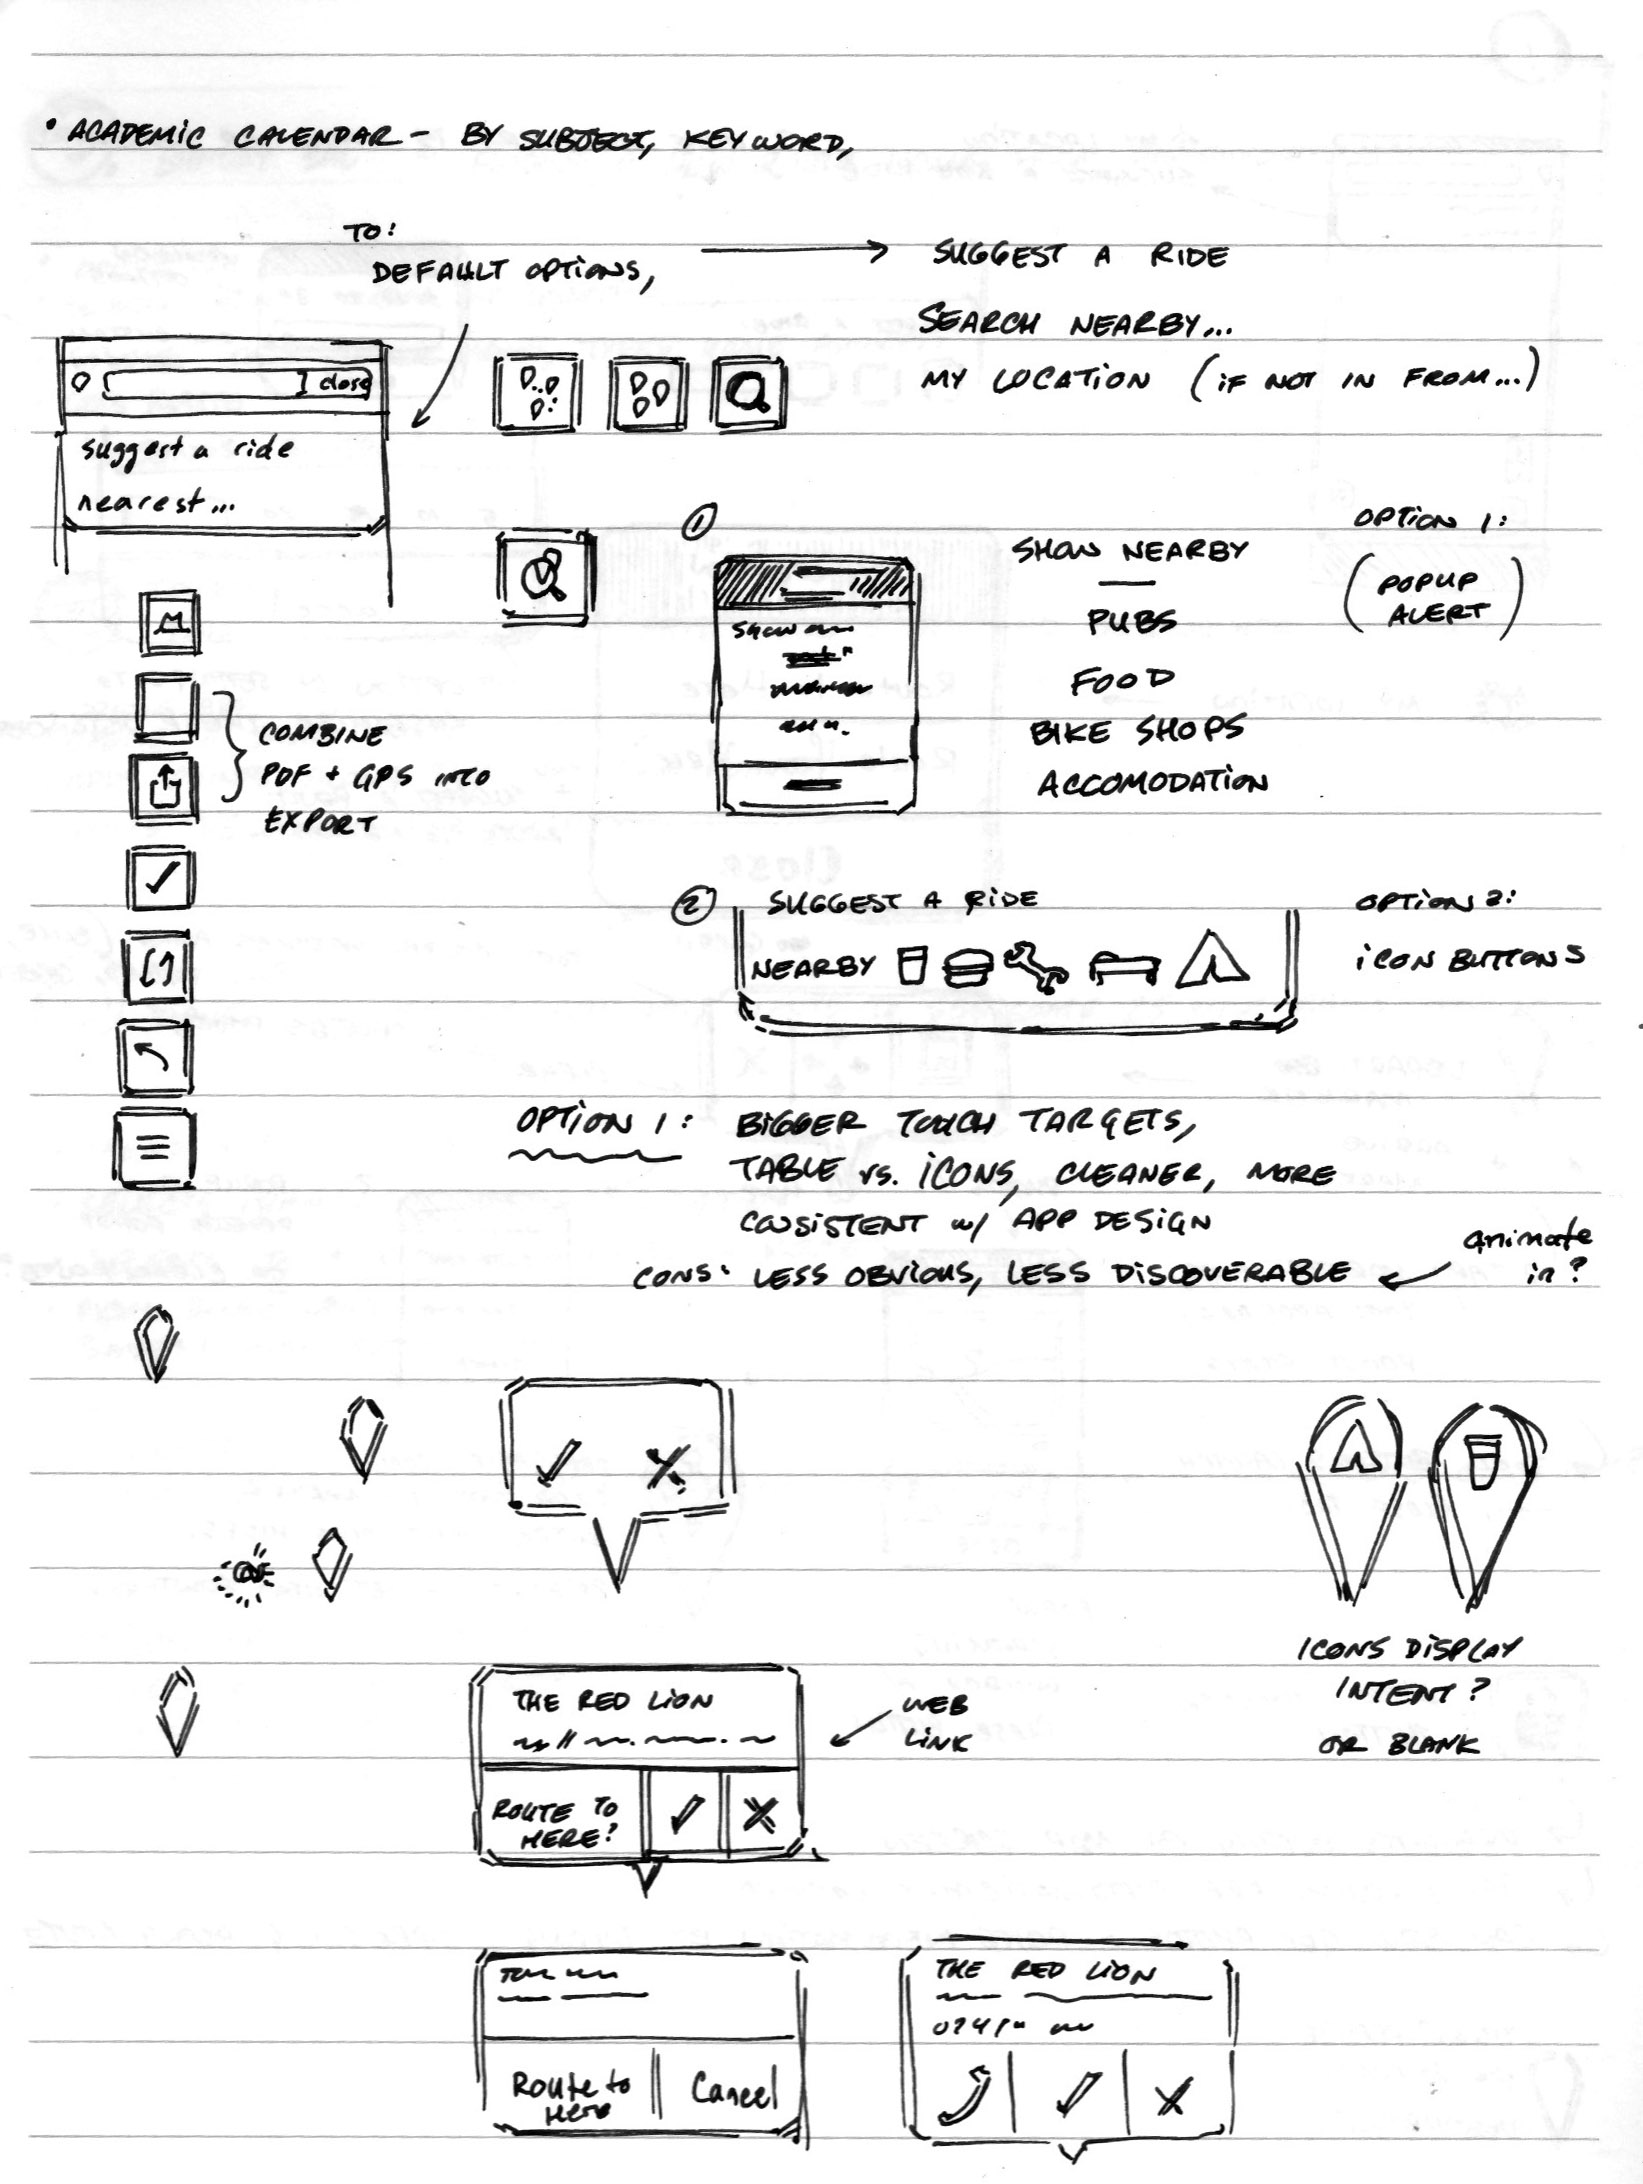 • ACADEMIC CALENDAR - BY SUBJECT, KEYWORD,
TO:
DEFAULT OPTIONS,
SUGGEST A RIDE
SEARCH NEARBY...
MY LOCATION (IF NOT IN FROM...)
close
suggest a ride
nearest...
COMBINE
PDF + GPS INTO
EXPORT
1
SHOW NEARBY
PUBS
FOOD
BIKE SHOPS
ACCOMODATION
OPTION 1:
(POPUP
ALERT)
2 SUGGEST A RIDE
NEARBY
OPTION 2:
ICON BUTTONS
OPTION 1: BIGGER TOUCH TARGETS,
TABLE vs. ICONS, CLEANER, MORE
CONSISTENT w/ APP DESIGN
CONS: LESS OBVIOUS, LESS DISCOVERABLE
animate
in?
ICONS DISPLAY
INTENT?
OR BLANK
THE RED LION
ROUTE TO
HERE?
WEB
LINK
Route to
Here
Cancel
THE RED LION